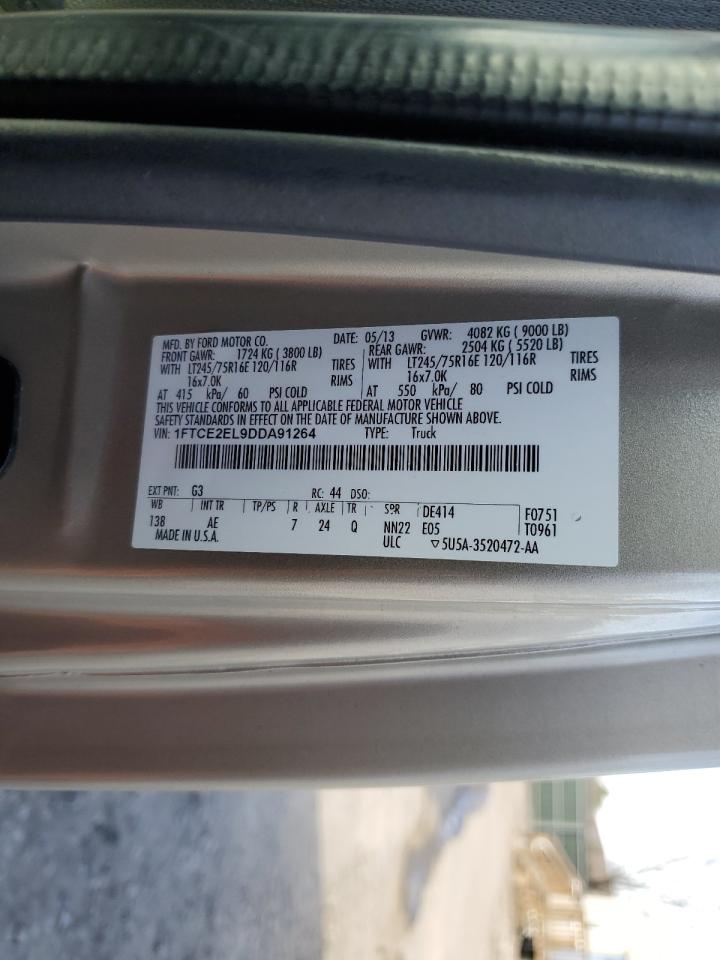 MFD. BY FORD MOTOR CO. DATE: 05/13 GVWR: 4082 KG ( 9000 LB)
FRONT GAWR: 1724 KG ( 3800 LB) REAR GAWR: 2504 KG ( 5520 LB)
WITH LT245/75R16E 120/116R TIRES WITH LT245/75R16E 120/116R TIRES
16x7.0K RIMS 16x7.0K RIMS
AT 415 kPa/ 60 PSI COLD AT 550 kPa/ 80 PSI COLD
THIS VEHICLE CONFORMS TO ALL APPLICABLE FEDERAL MOTOR VEHICLE
SAFETY STANDARDS IN EFFECT ON THE DATE OF MANUFACTURE SHOWN ABOVE.
VIN: 1FTCE2EL9DDA91264 TYPE: Truck
EXT PNT: G3 RC: 44 DSO:
WB INT TR TP/PS R AXLE TR SPR DE414 F0751
138 AE 7 24 Q NN22 E05 T0961
MADE IN U.S.A. ULC ▽5U5A-3520472-AA